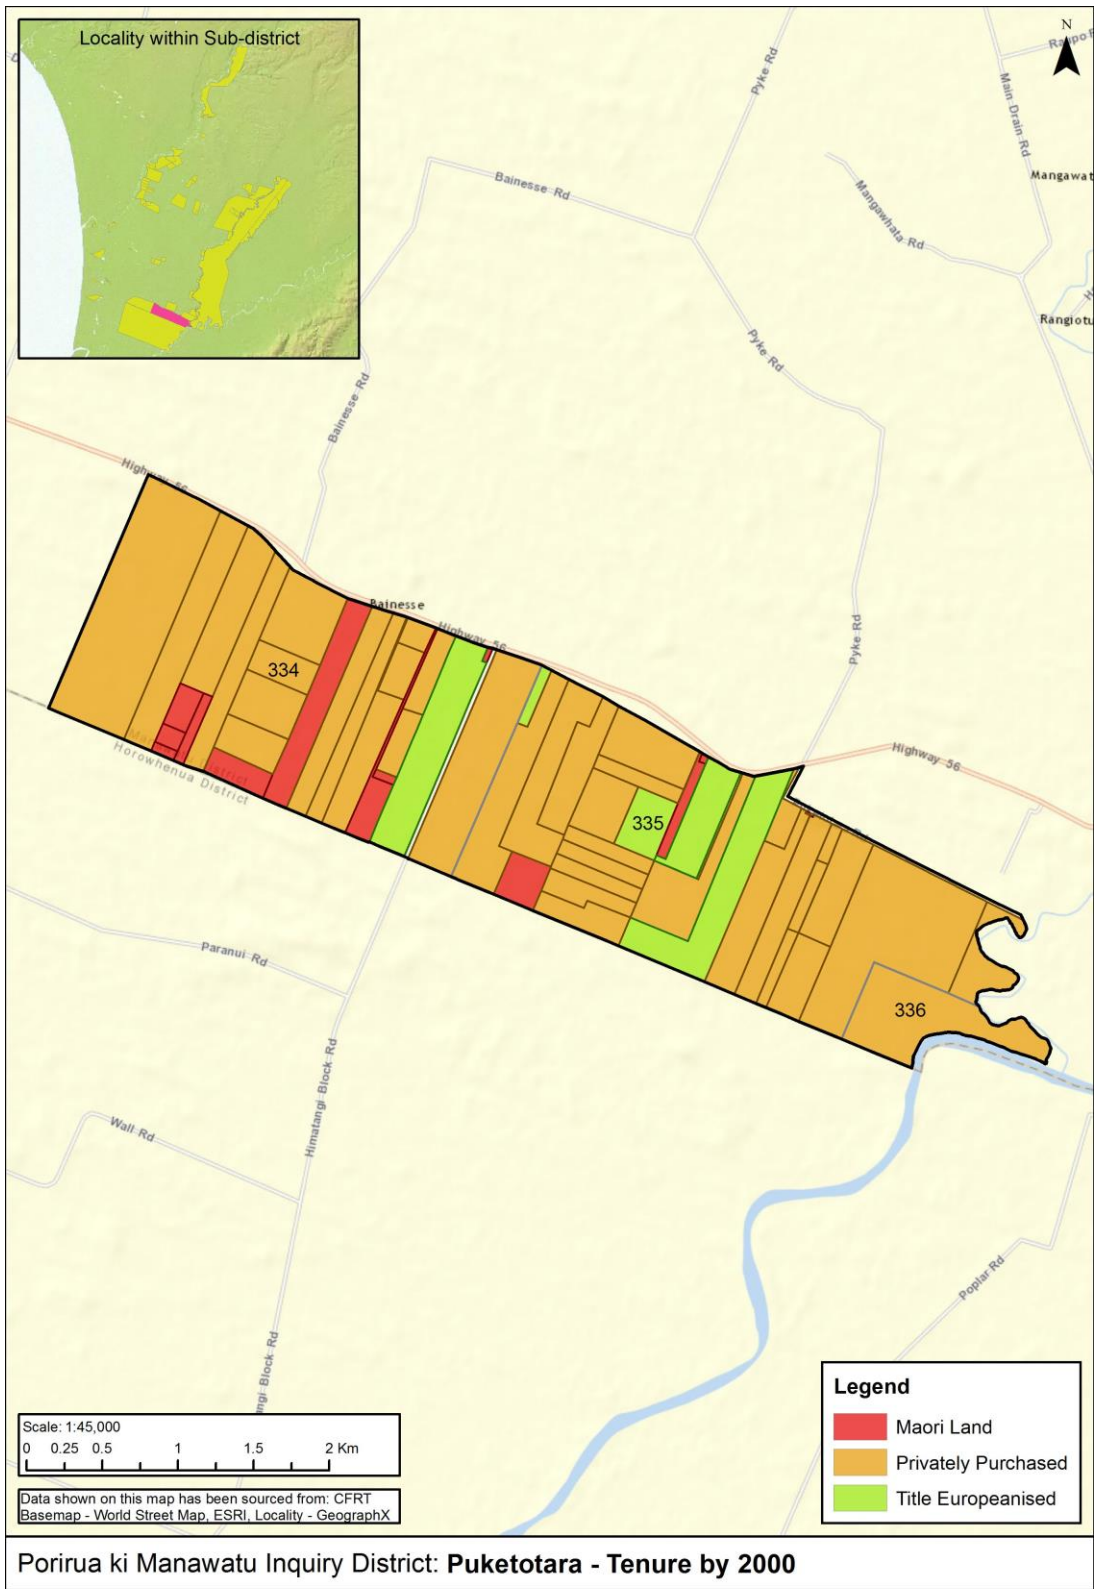 Locality within Sub-district
N
Pyke Rd
Main Drain Rd
Bainesse Rd
Mangawat
Mangawhata Rd
Rangiotu
Pyke Rd
Bainesse Rd
Highway 56
Bainesse
Highway 56
Pyke Rd
334
Highway 56
Horowhenua District
335
Paranui Rd
336
Himatangi Block Rd
Wall Rd
Poplar Rd
angi Block Rd
Legend
Maori Land
Privately Purchased
Title Europeanised
Scale: 1:45,000
0 0.25 0.5 1 1.5 2 Km
Data shown on this map has been sourced from: CFRT
Basemap - World Street Map, ESRI, Locality - GeographX
Porirua ki Manawatu Inquiry District: Puketotara - Tenure by 2000